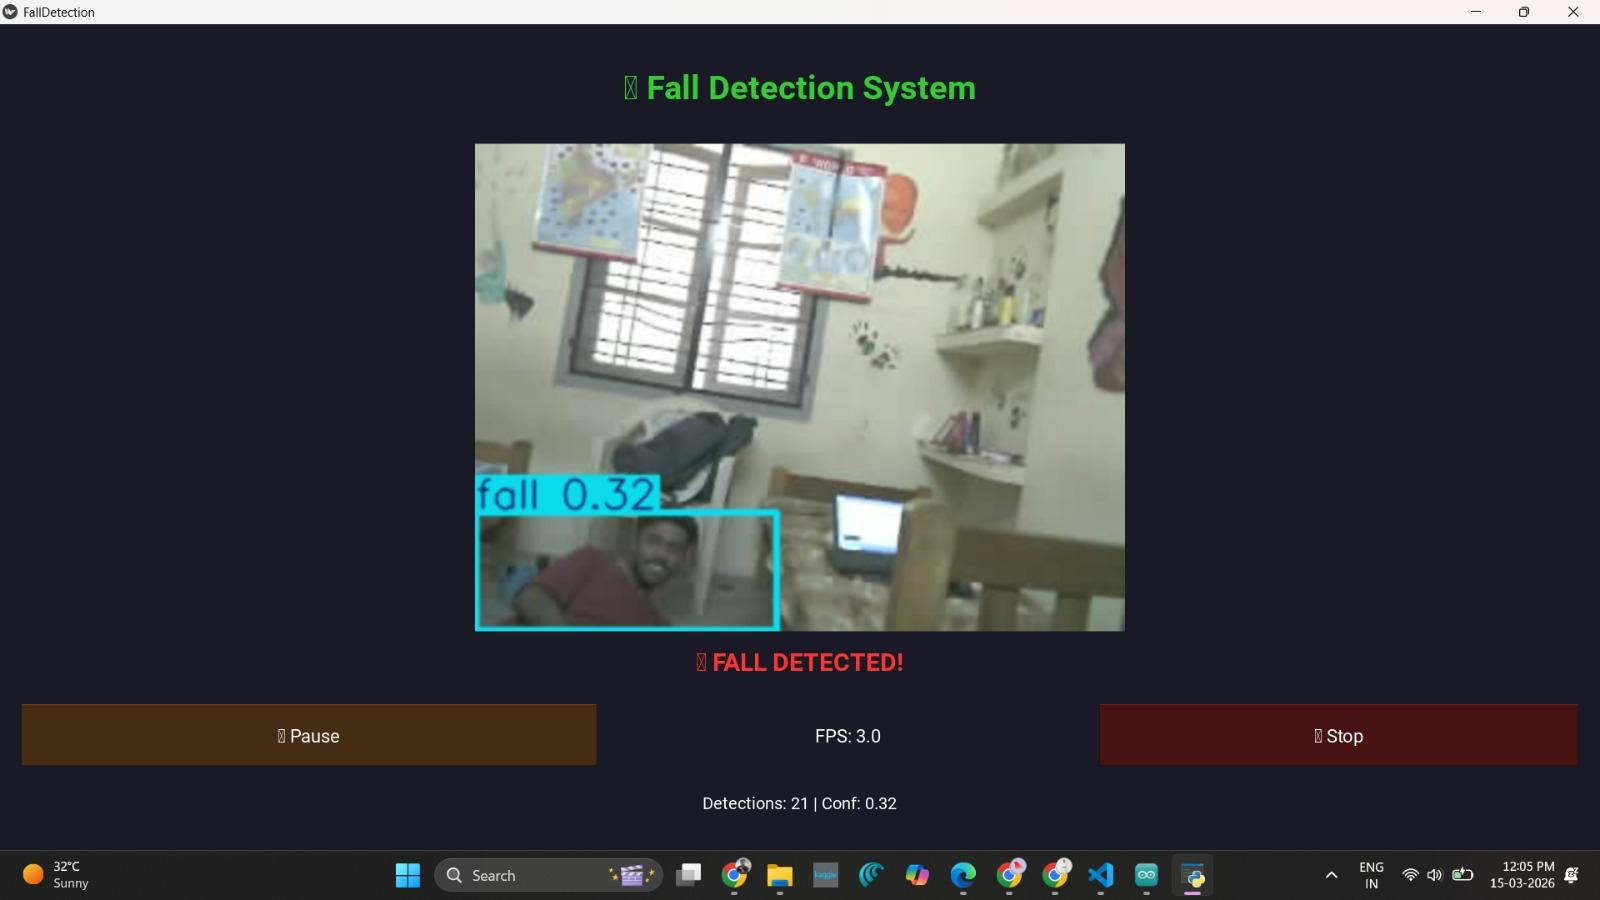 FallDetection
Fall Detection System
fall 0.32
FALL DETECTED!
Pause
FPS: 3.0
Stop
Detections: 21 | Conf: 0.32
32°C
Sunny
Search
kaggle
ENG
IN
12:05 PM
15-03-2026